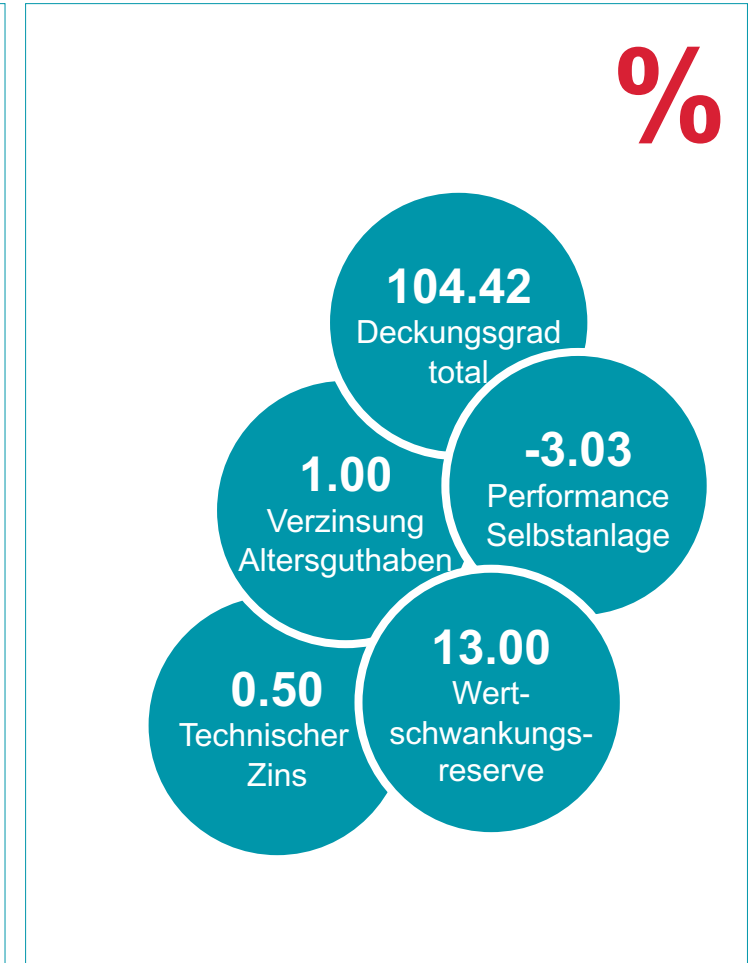 %
104.42
Deckungsgrad
total
-3.03
Performance
Selbstanlage
1.00
Verzinsung
Altersguthaben
13.00
Wert-
schwankungs-
reserve
0.50
Technischer
Zins